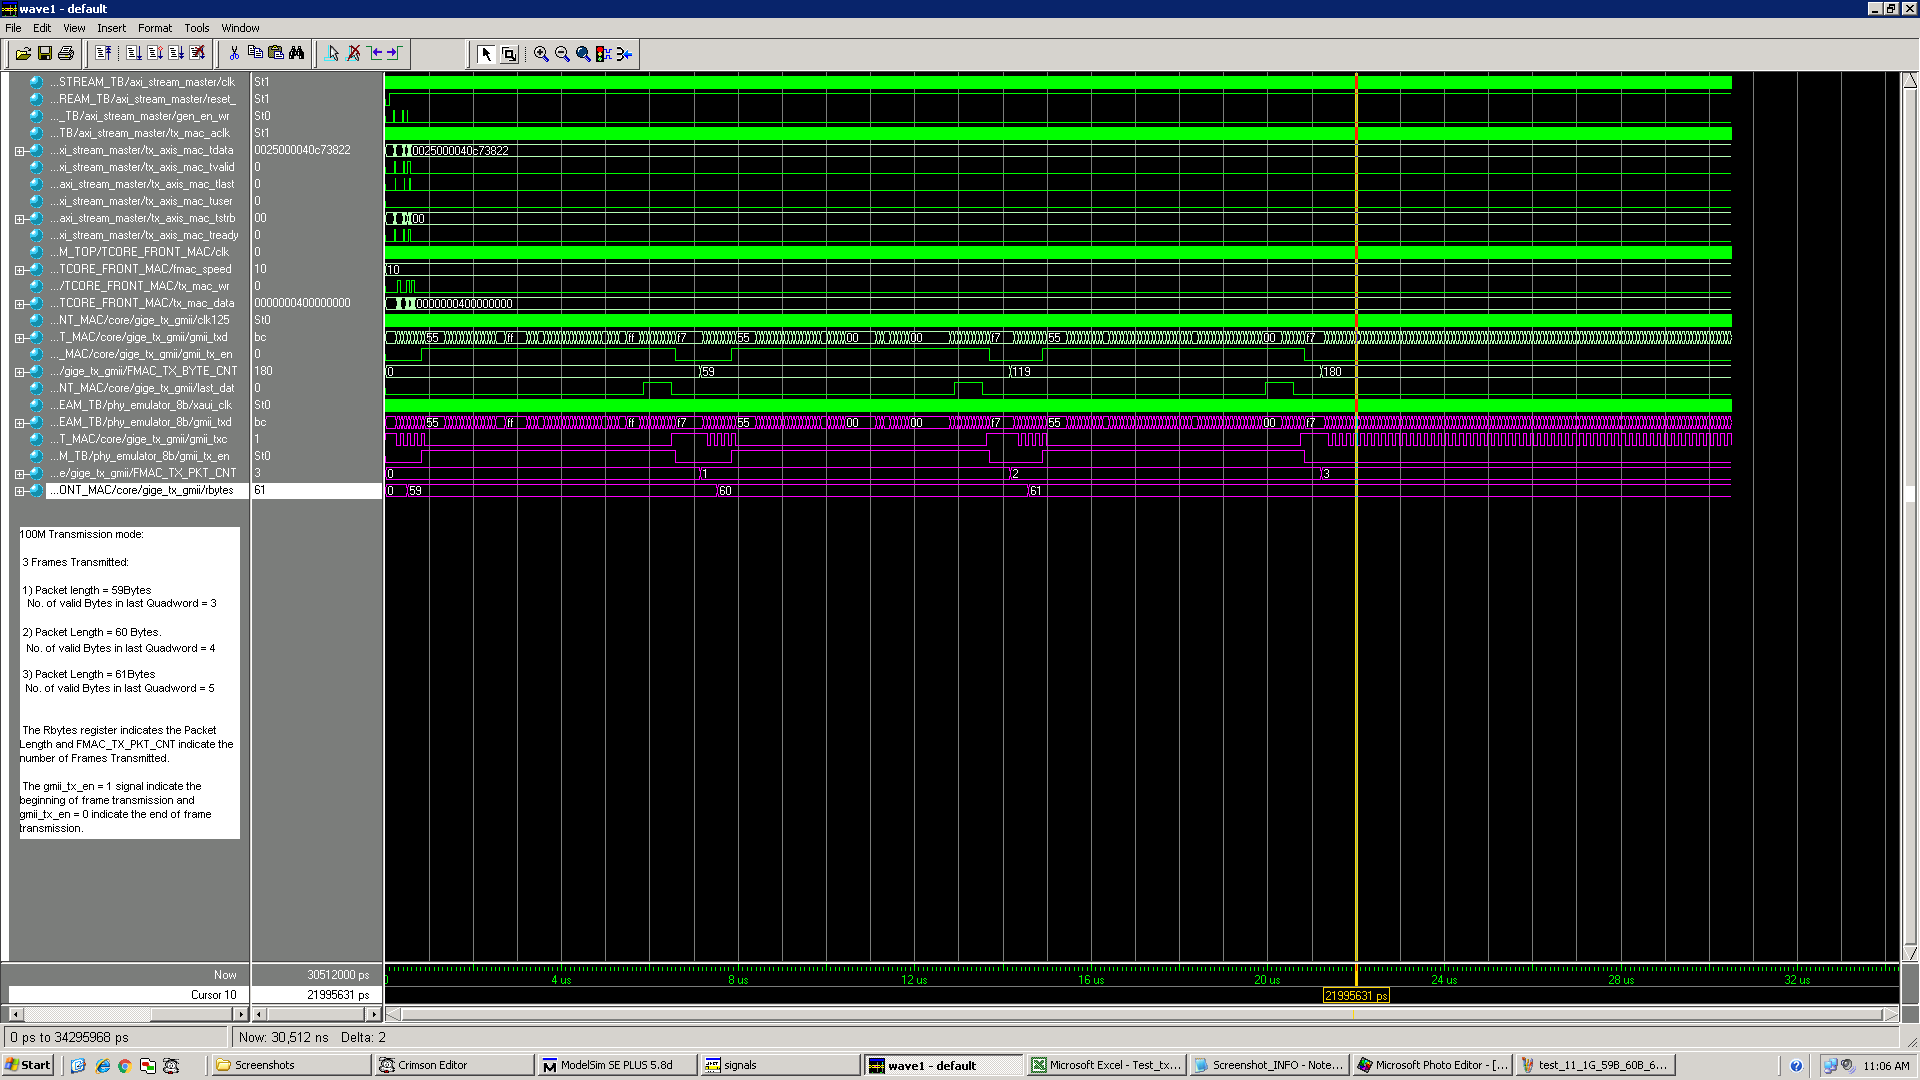 wave1 - default
File Edit View Insert Format Tools Window
...STREAM_TB/axi_stream_master/clk St1
...REAM_TB/axi_stream_master/reset_ St1
..._TB/axi_stream_master/gen_en_wr St0
...TB/axi_stream_master/tx_mac_aclk St1
...xi_stream_master/tx_axis_mac_tdata 0025000040c73822 0025000040c73822
...xi_stream_master/tx_axis_mac_tvalid 0
...axi_stream_master/tx_axis_mac_tlast 0
...xi_stream_master/tx_axis_mac_tuser 0
...axi_stream_master/tx_axis_mac_tstrb 00 00
...xi_stream_master/tx_axis_mac_tready 0
...M_TOP/TCORE_FRONT_MAC/clk St1
...TCORE_FRONT_MAC/fmac_speed 10 10
.../TCORE_FRONT_MAC/tx_mac_wr 0
...TCORE_FRONT_MAC/tx_mac_data 0000000400000000 0000000400000000
...NT_MAC/core/gige_tx_gmii/clk125 St0
...T_MAC/core/gige_tx_gmii/gmii_txd bc 55 ff ff f7 55 00 00 f7 55 00 f7
..._MAC/core/gige_tx_gmii/gmii_tx_en 0
.../gige_tx_gmii/FMAC_TX_BYTE_CNT 180 0 59 119 180
...NT_MAC/core/gige_tx_gmii/last_dat 0
...EAM_TB/phy_emulator_8b/xaui_clk St0
...EAM_TB/phy_emulator_8b/gmii_txd bc 55 ff ff f7 55 00 00 f7 55 00 f7
...T_MAC/core/gige_tx_gmii/gmii_txc 1
...M_TB/phy_emulator_8b/gmii_tx_en St0
...e/gige_tx_gmii/FMAC_TX_PKT_CNT 3 0 1 2 3
...ONT_MAC/core/gige_tx_gmii/rbytes 61 0 59 60 61
100M Transmission mode:
3 Frames Transmitted:
1) Packet length = 59Bytes
No. of valid Bytes in last Quadword = 3
2) Packet Length = 60 Bytes.
No. of valid Bytes in last Quadword = 4
3) Packet Length = 61Bytes
No. of valid Bytes in last Quadword = 5
The Rbytes register indicates the Packet
Length and FMAC_TX_PKT_CNT indicate the
number of Frames Transmitted.
The gmii_tx_en = 1 signal indicate the
beginning of frame transmission and
gmii_tx_en = 0 indicate the end of frame
transmission.
Now 30512000 ps 0 4 us 8 us 12 us 16 us 20 us 24 us 28 us 32 us
Cursor 10 21995631 ps 21995631 ps
0 ps to 34295968 ps Now: 30,512 ns Delta: 2
Start Screenshots Crimson Editor ModelSim SE PLUS 5.8d signals wave1 - default Microsoft Excel - Test_tx... Screenshot_INFO - Note... Microsoft Photo Editor - [... test_11_1G_59B_60B_6... 11:06 AM